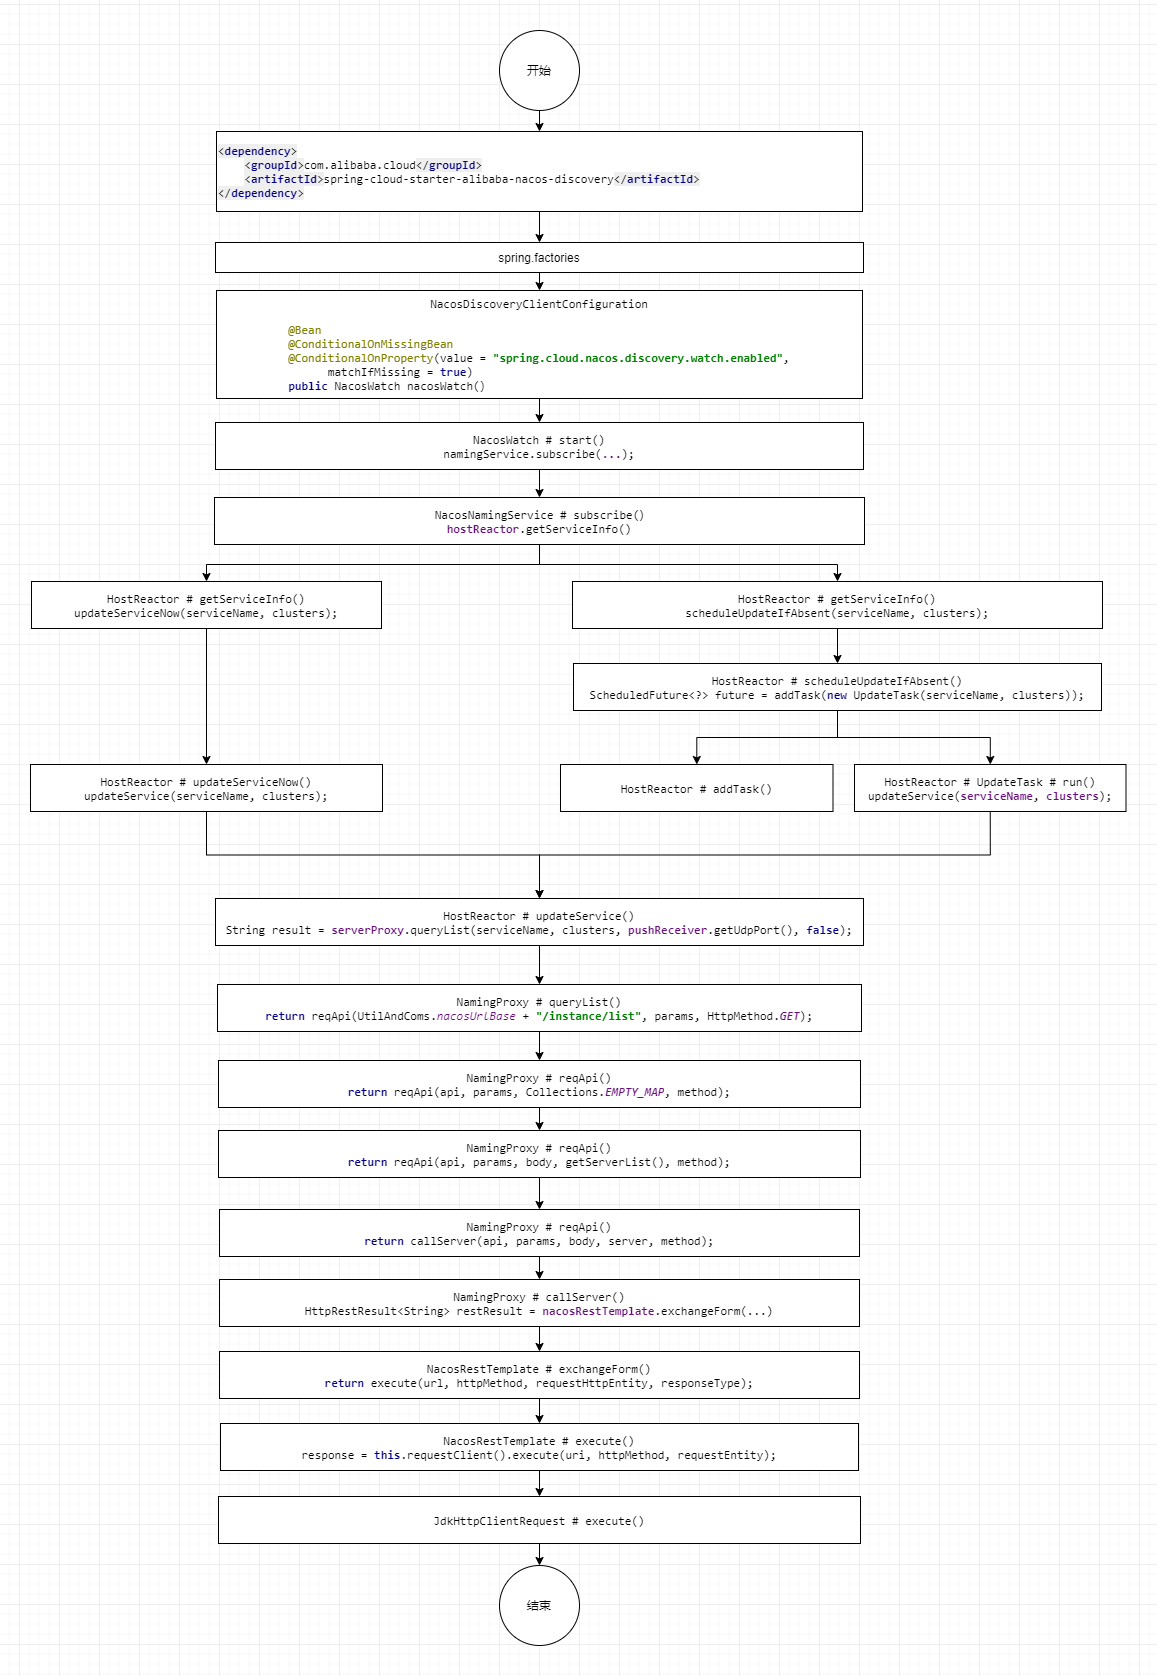 开始
<dependency>
<groupId>com.alibaba.cloud</groupId>
<artifactId>spring-cloud-starter-alibaba-nacos-discovery</artifactId>
</dependency>
spring.factories
NacosDiscoveryClientConfiguration
@Bean
@ConditionalOnMissingBean
@ConditionalOnProperty(value = "spring.cloud.nacos.discovery.watch.enabled",
matchIfMissing = true)
public NacosWatch nacosWatch()
NacosWatch # start()
namingService.subscribe(...);
NacosNamingService # subscribe()
hostReactor.getServiceInfo()
HostReactor # getServiceInfo()
updateServiceNow(serviceName, clusters);
HostReactor # getServiceInfo()
scheduleUpdateIfAbsent(serviceName, clusters);
HostReactor # scheduleUpdateIfAbsent()
ScheduledFuture<?> future = addTask(new UpdateTask(serviceName, clusters));
HostReactor # updateServiceNow()
updateService(serviceName, clusters);
HostReactor # addTask()
HostReactor # UpdateTask # run()
updateService(serviceName, clusters);
HostReactor # updateService()
String result = serverProxy.queryList(serviceName, clusters, pushReceiver.getUdpPort(), false);
NamingProxy # queryList()
return reqApi(UtilAndComs.nacosUrlBase + "/instance/list", params, HttpMethod.GET);
NamingProxy # reqApi()
return reqApi(api, params, Collections.EMPTY_MAP, method);
NamingProxy # reqApi()
return reqApi(api, params, body, getServerList(), method);
NamingProxy # reqApi()
return callServer(api, params, body, server, method);
NamingProxy # callServer()
HttpRestResult<String> restResult = nacosRestTemplate.exchangeForm(...)
NacosRestTemplate # exchangeForm()
return execute(url, httpMethod, requestHttpEntity, responseType);
NacosRestTemplate # execute()
response = this.requestClient().execute(uri, httpMethod, requestEntity);
JdkHttpClientRequest # execute()
结束